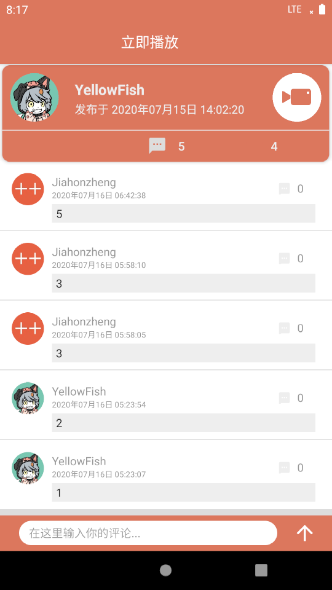 8:17
LTE
立即播放
YellowFish
发布于 2020年07月15日 14:02:20
5
4
++
Jiahonzheng
0
2020年07月16日 06:42:38
5
++
Jiahonzheng
0
2020年07月16日 05:58:10
3
++
Jiahonzheng
0
2020年07月16日 05:58:05
3
YellowFish
0
2020年07月16日 05:23:54
2
YellowFish
0
2020年07月16日 05:23:07
1
在这里输入你的评论...